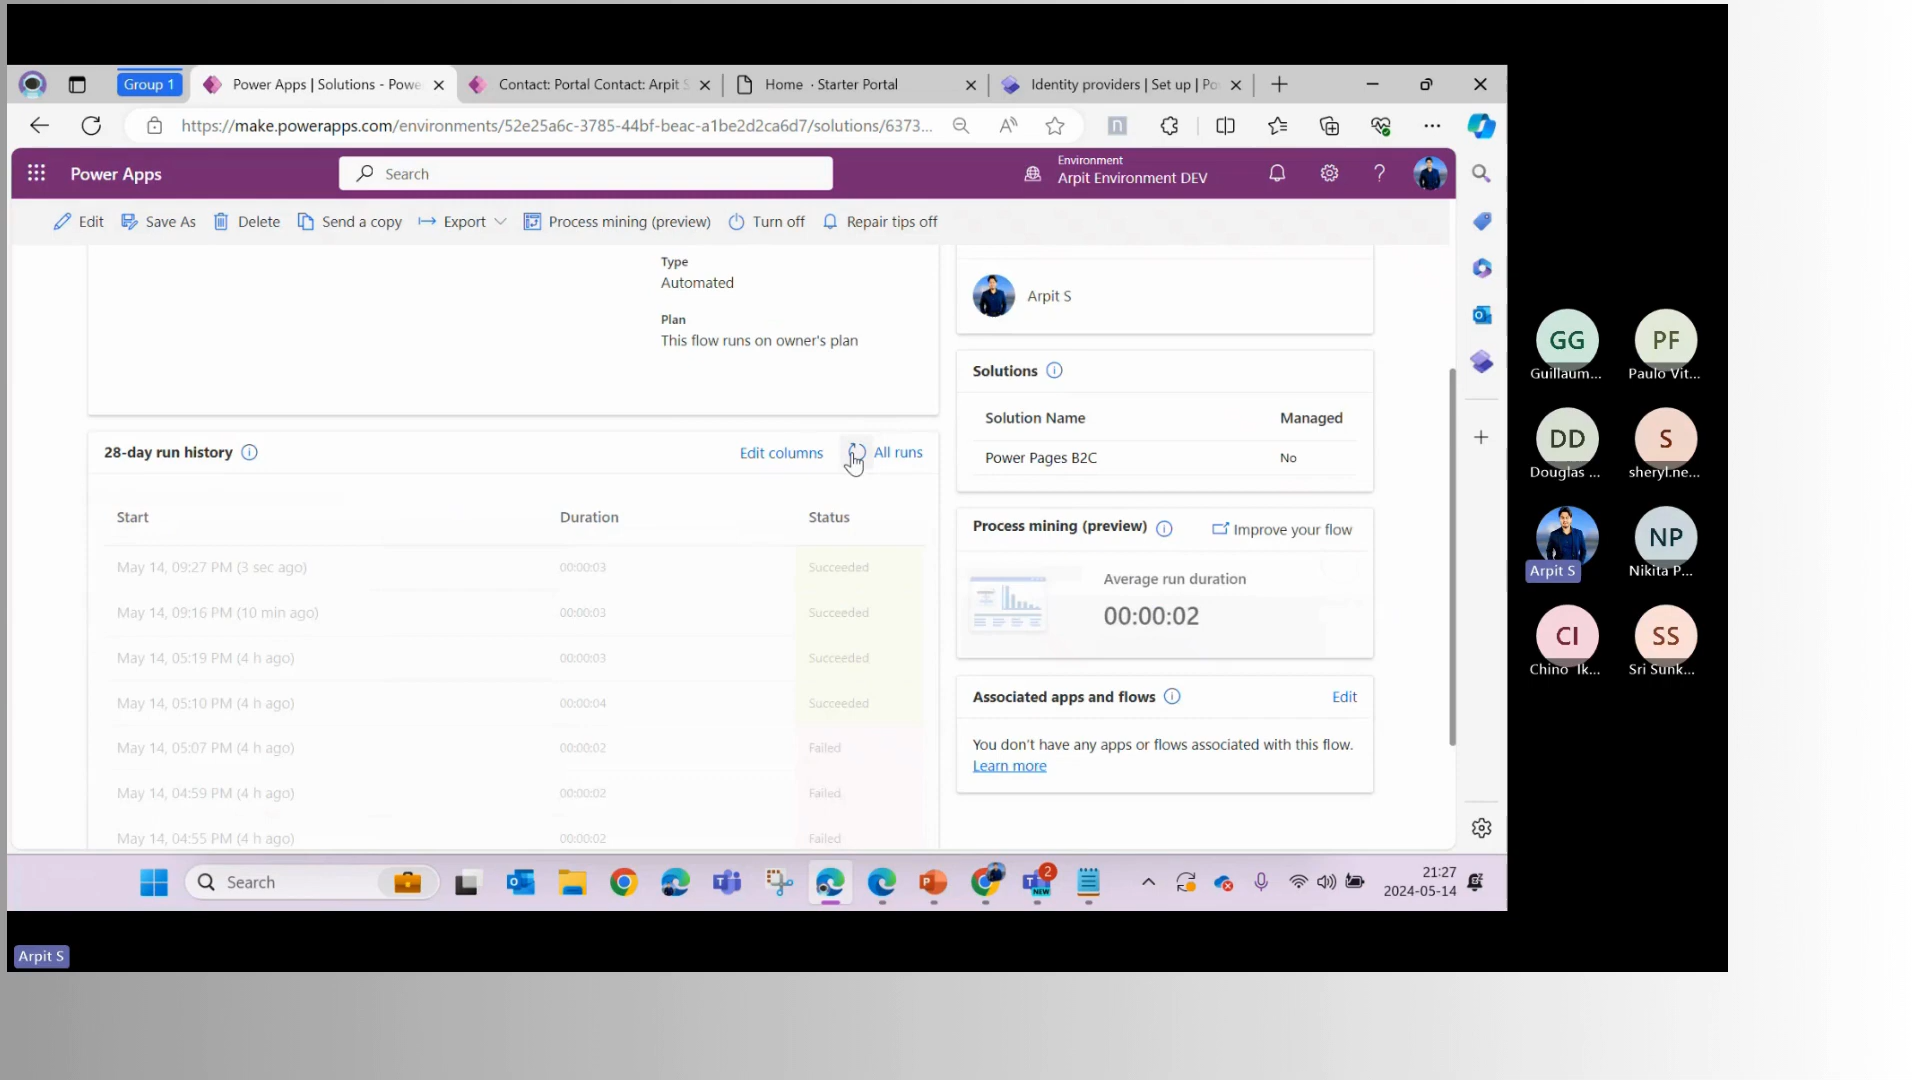 Group 1
Power Apps | Solutions - Powe
Contact: Portal Contact: Arpit S
Home · Starter Portal
Identity providers | Set up | Po
https://make.powerapps.com/environments/52e25a6c-3785-44bf-beac-a1be2d2ca6d7/solutions/6373...
Power Apps
Search
Environment
Arpit Environment DEV
Edit
Save As
Delete
Send a copy
Export
Process mining (preview)
Turn off
Repair tips off
Type
Automated
Plan
This flow runs on owner's plan
Arpit S
Solutions
Solution Name Managed
Power Pages B2C No
28-day run history
Edit columns
All runs
Start Duration Status
May 14, 09:27 PM (3 sec ago) 00:00:03 Succeeded
May 14, 09:16 PM (10 min ago) 00:00:03 Succeeded
May 14, 05:19 PM (4 h ago) 00:00:03 Succeeded
May 14, 05:10 PM (4 h ago) 00:00:04 Succeeded
May 14, 05:07 PM (4 h ago) 00:00:02 Failed
May 14, 04:59 PM (4 h ago) 00:00:02 Failed
May 14, 04:55 PM (4 h ago) 00:00:02 Failed
Process mining (preview)
Improve your flow
Average run duration
00:00:02
Associated apps and flows
Edit
You don't have any apps or flows associated with this flow.
Learn more
GG
Guillaum...
PF
Paulo Vit...
DD
Douglas ...
S
sheryl.ne...
Arpit S
NP
Nikita P...
CI
Chino Ik...
SS
Sri Sunk...
Search
2
NEW
21:27
2024-05-14
Arpit S